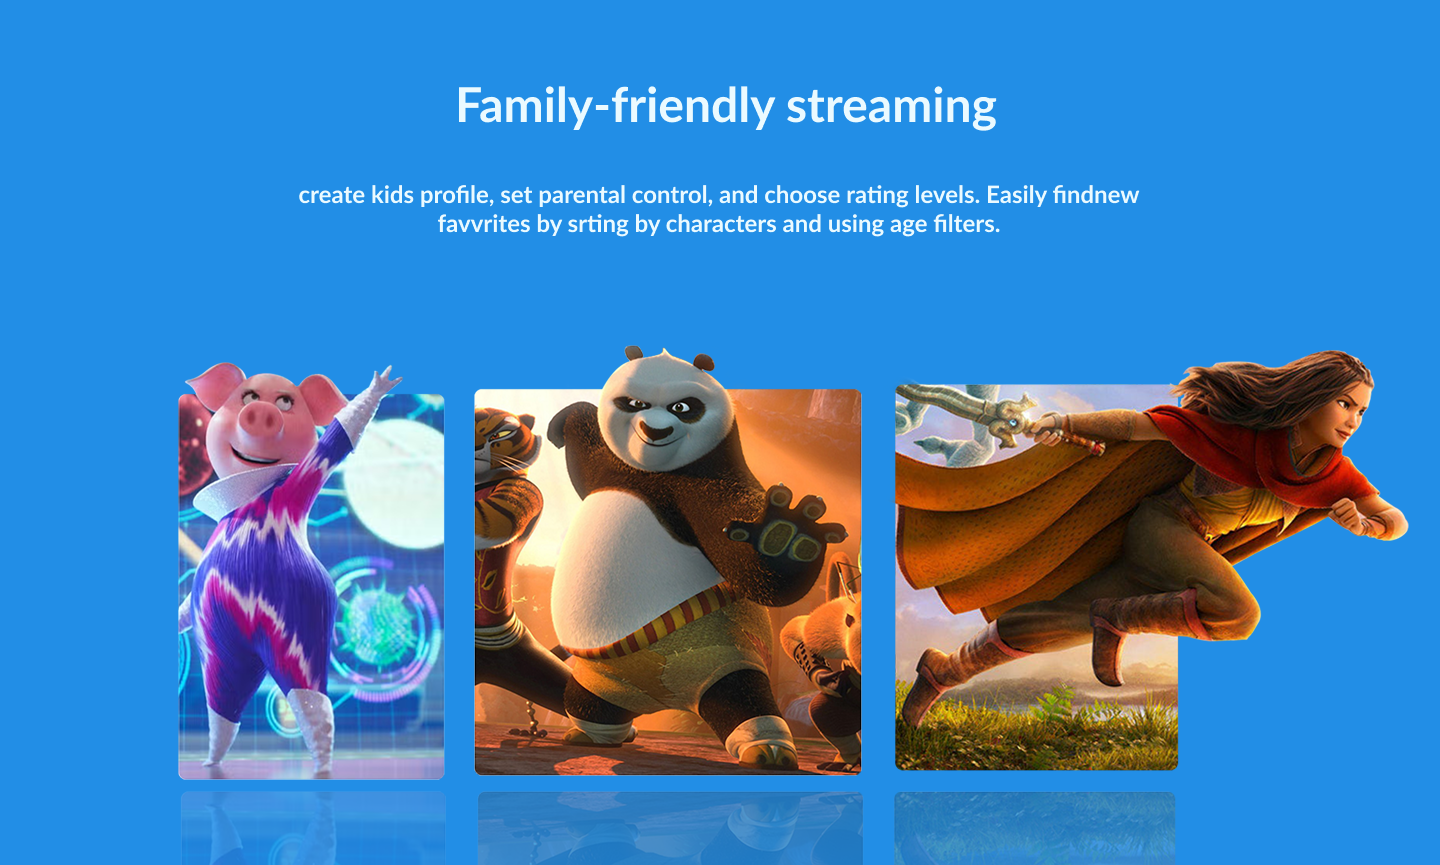 Family-friendly streaming
create kids profile, set parental control, and choose rating levels. Easily findnew
favvrites by srting by characters and using age filters.